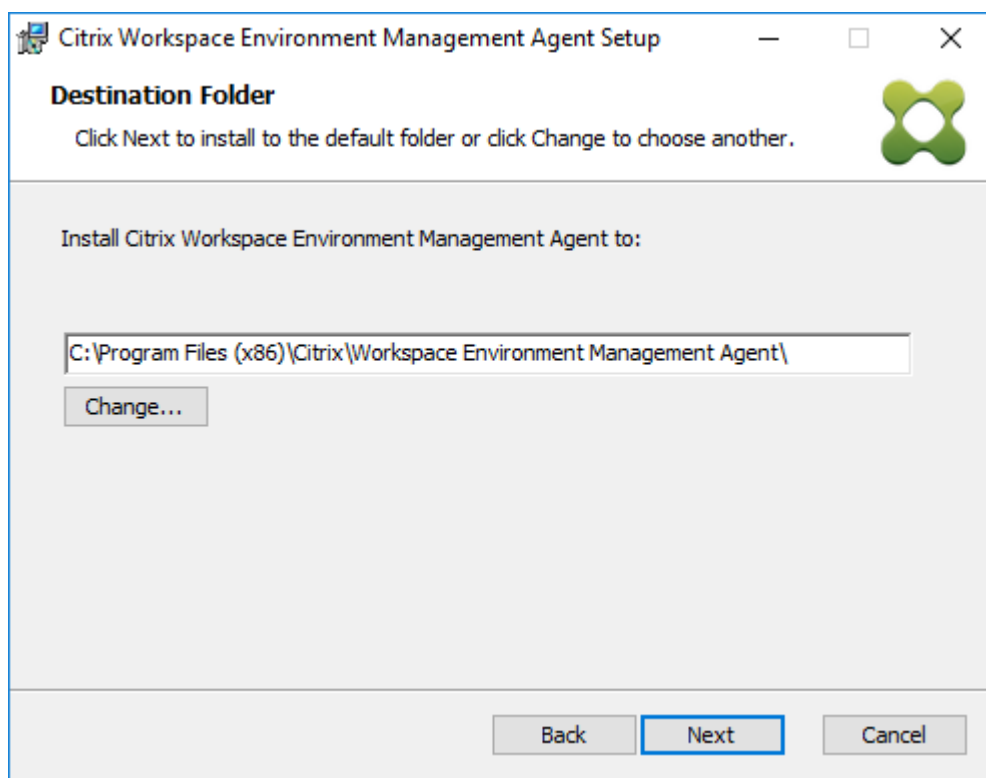 Citrix Workspace Environment Management Agent Setup
Destination Folder
Click Next to install to the default folder or click Change to choose another.
Install Citrix Workspace Environment Management Agent to:
C:\Program Files (x86)\Citrix\Workspace Environment Management Agent\
Change...
Back Next Cancel